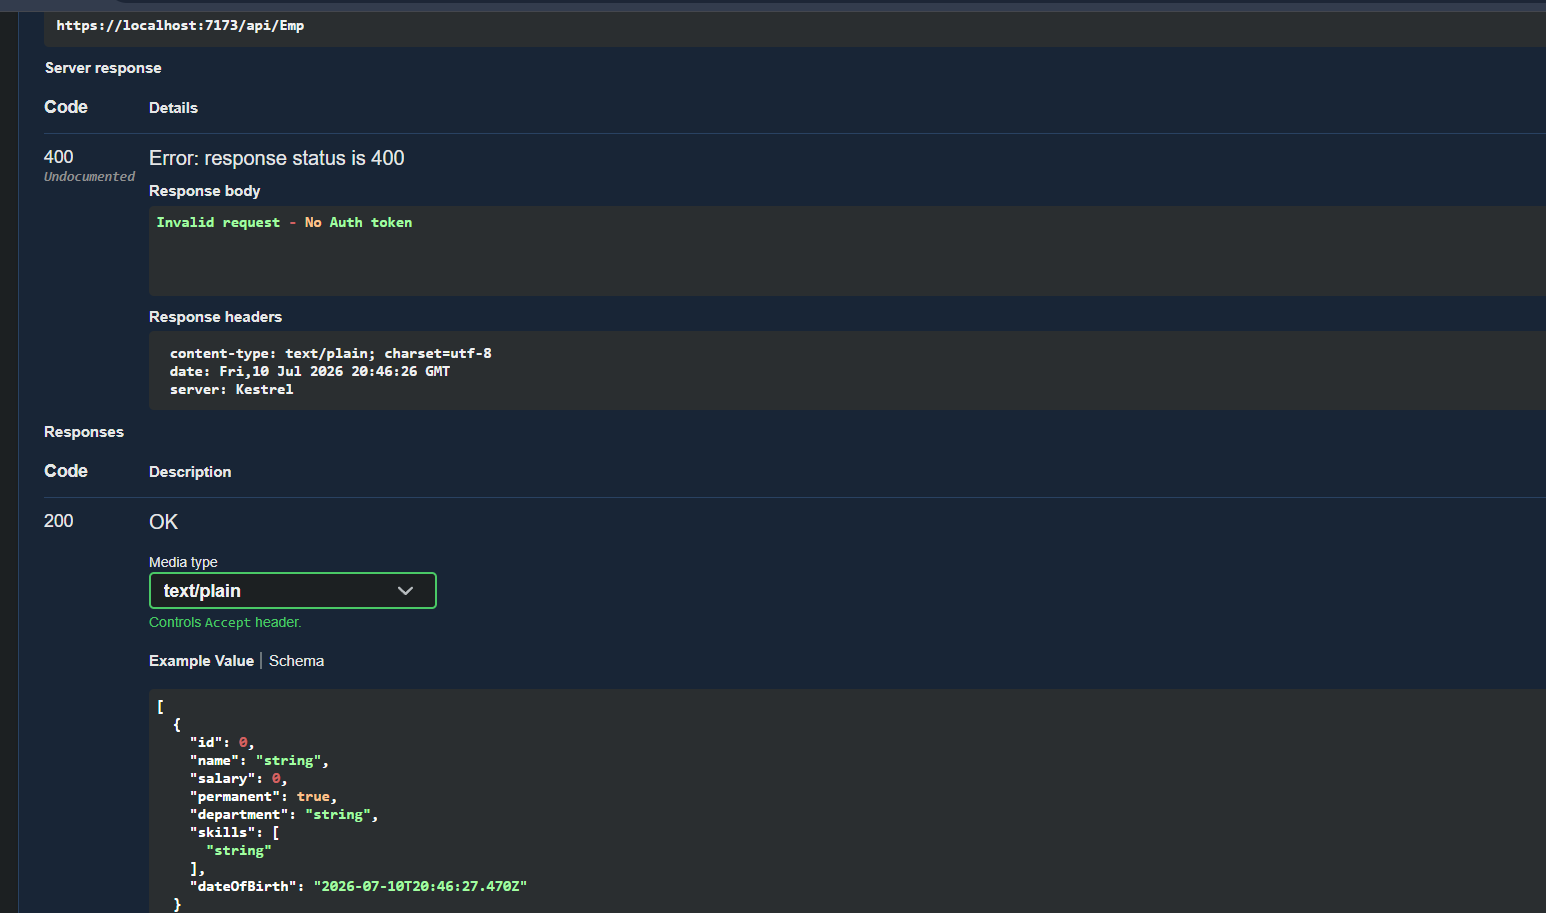 https://localhost:7173/api/Emp
Server response
Code Details
400 Error: response status is 400
Undocumented
Response body
Invalid request - No Auth token
Response headers
content-type: text/plain; charset=utf-8
date: Fri,10 Jul 2026 20:46:26 GMT
server: Kestrel
Responses
Code Description
200 OK
Media type
text/plain
Controls Accept header.
Example Value | Schema
[
  {
    "id": 0,
    "name": "string",
    "salary": 0,
    "permanent": true,
    "department": "string",
    "skills": [
      "string"
    ],
    "dateOfBirth": "2026-07-10T20:46:27.470Z"
  }